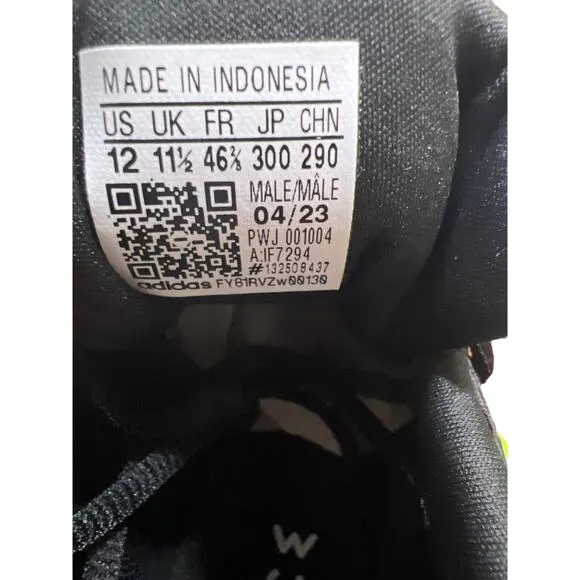 MADE IN INDONESIA
US UK FR JP CHN
12 11½ 46⅔ 300 290
MALE/MÂLE
04/23
PWJ 001004
A:IF7294
#132508437
adidas FY81RVZw00130
W